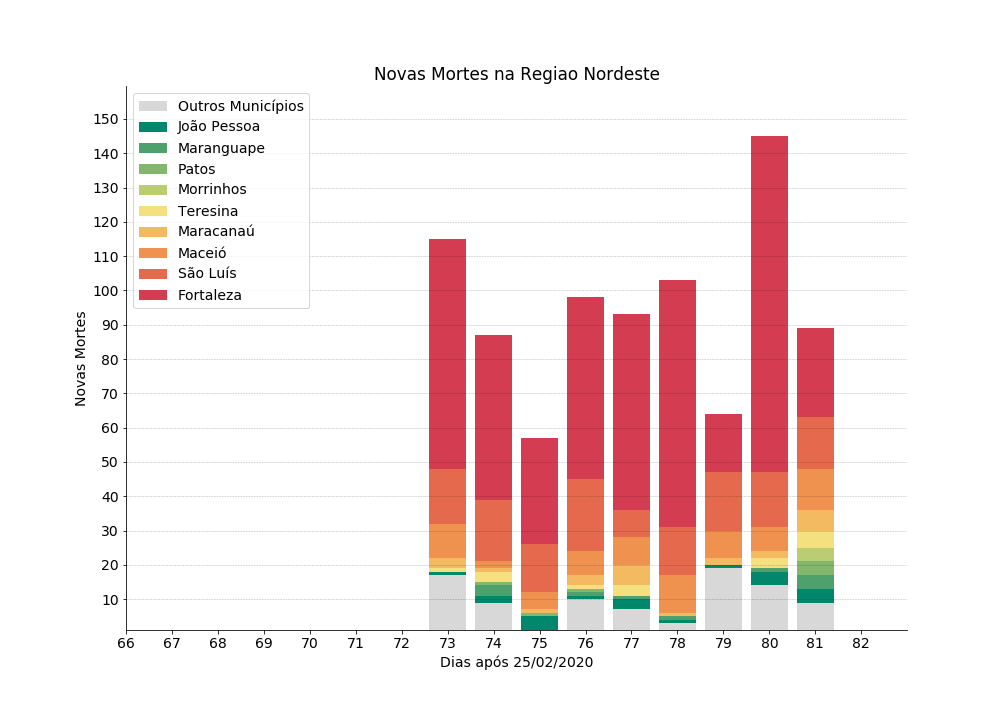 Novas Mortes na Regiao Nordeste
Outros Municípios
João Pessoa
Maranguape
Patos
Morrinhos
Teresina
Maracanaú
Maceió
São Luís
Fortaleza
150
140
130
120
110
100
90
80
70
60
50
40
30
20
10
Novas Mortes
66 67 68 69 70 71 72 73 74 75 76 77 78 79 80 81 82
Dias após 25/02/2020